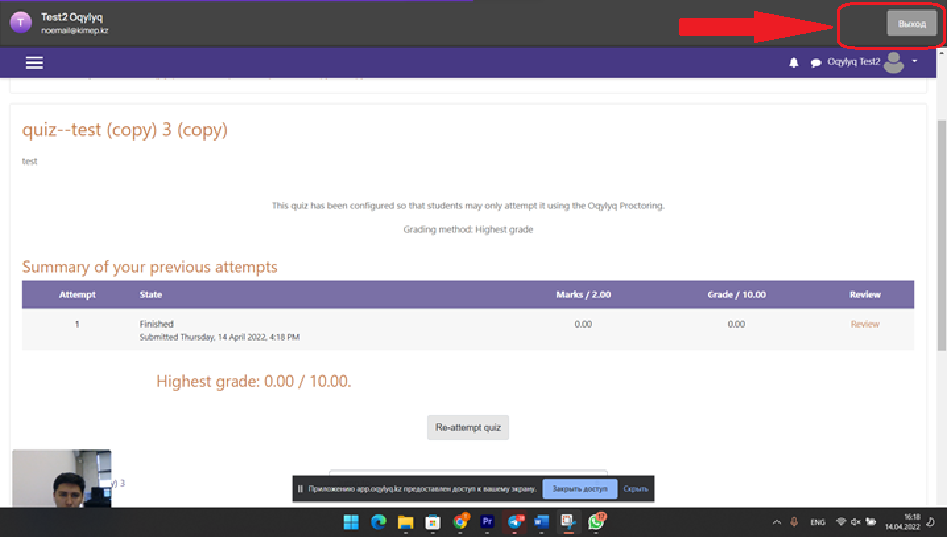 T
Test2 Oqylyq
noemail@kimep.kz
Выход
Oqylyq Test2
quiz--test (copy) 3 (copy)
test
This quiz has been configured so that students may only attempt it using the Oqylyq Proctoring.
Grading method: Highest grade
Summary of your previous attempts
Attempt State Marks / 2.00 Grade / 10.00 Review
1 Finished 0.00 0.00 Review
Submitted Thursday, 14 April 2022, 4:18 PM
Highest grade: 0.00 / 10.00.
Re-attempt quiz
y) 3
Приложению app.oqylyq.kz предоставлен доступ к вашему экрану. Закрыть доступ Скрыть
Pr
ENG
16:18
14.04.2022